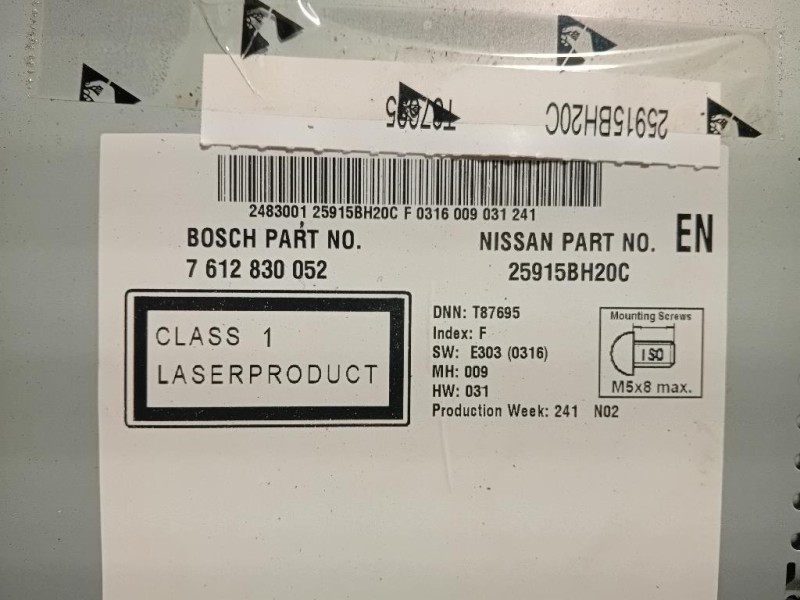 25915BH20C
2483001 25915BH20C F 0316 009 031 241
BOSCH PART NO.
7 612 830 052
NISSAN PART NO.
25915BH20C
EN
CLASS 1
LASERPRODUCT
DNN: T87695
Index: F
SW: E303 (0316)
MH: 009
HW: 031
Production Week: 241 N02
Mounting Screws
ISO
M5x8 max.